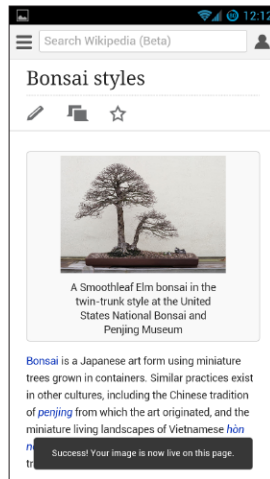 12:12
Search Wikipedia (Beta)
Bonsai styles
A Smoothleaf Elm bonsai in the
twin-trunk style at the United
States National Bonsai and
Penjing Museum
Bonsai is a Japanese art form using miniature
trees grown in containers. Similar practices exist
in other cultures, including the Chinese tradition
of penjing from which the art originated, and the
miniature living landscapes of Vietnamese hòn
Success! Your image is now live on this page.